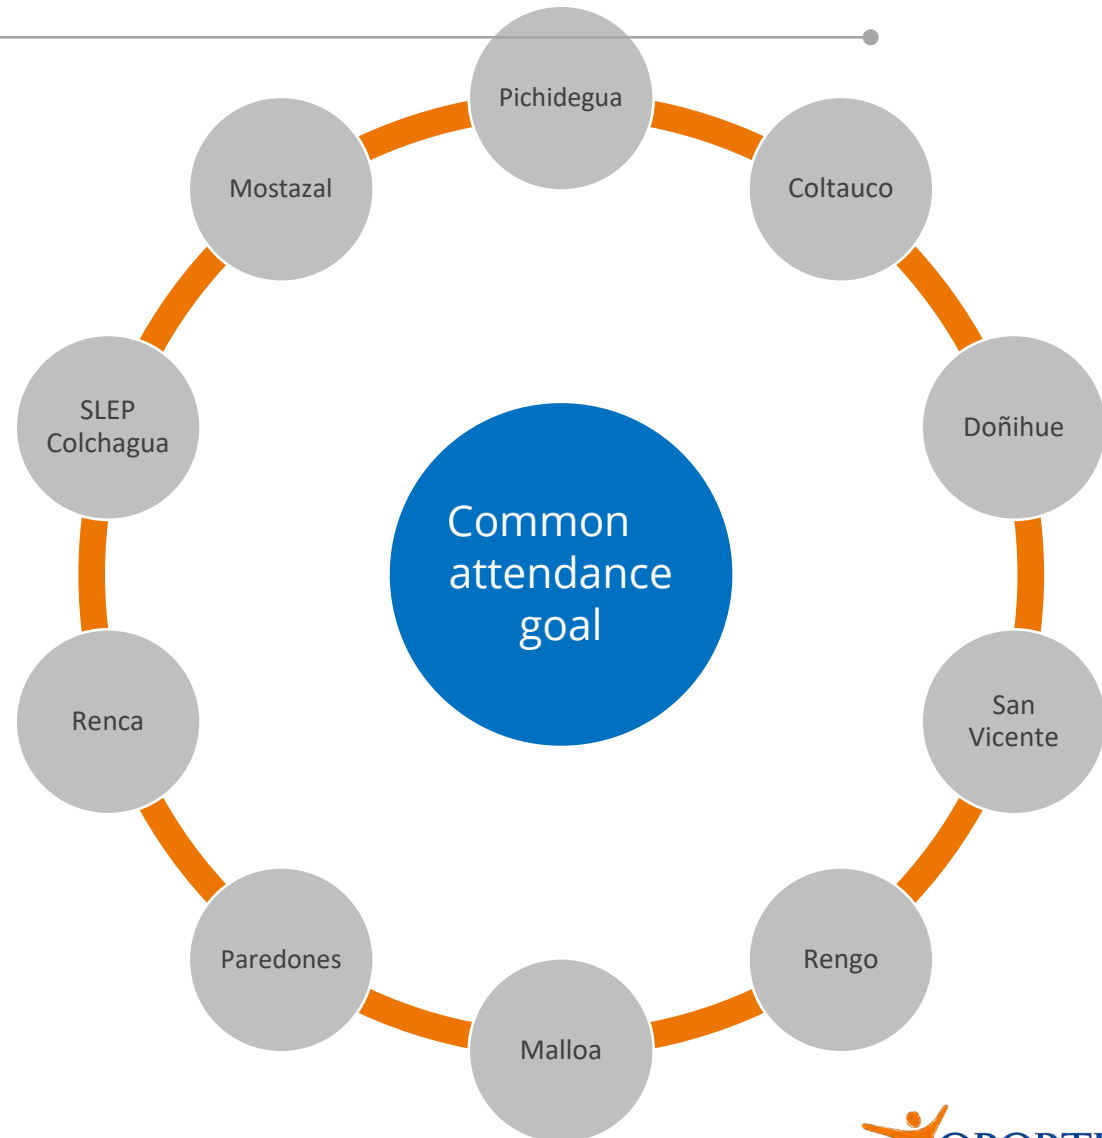 Pichidegua
Mostazal
Coltauco
SLEP
Colchagua
Doñihue
Common
attendance
goal
Renca
San
Vicente
Paredones
Rengo
Malloa